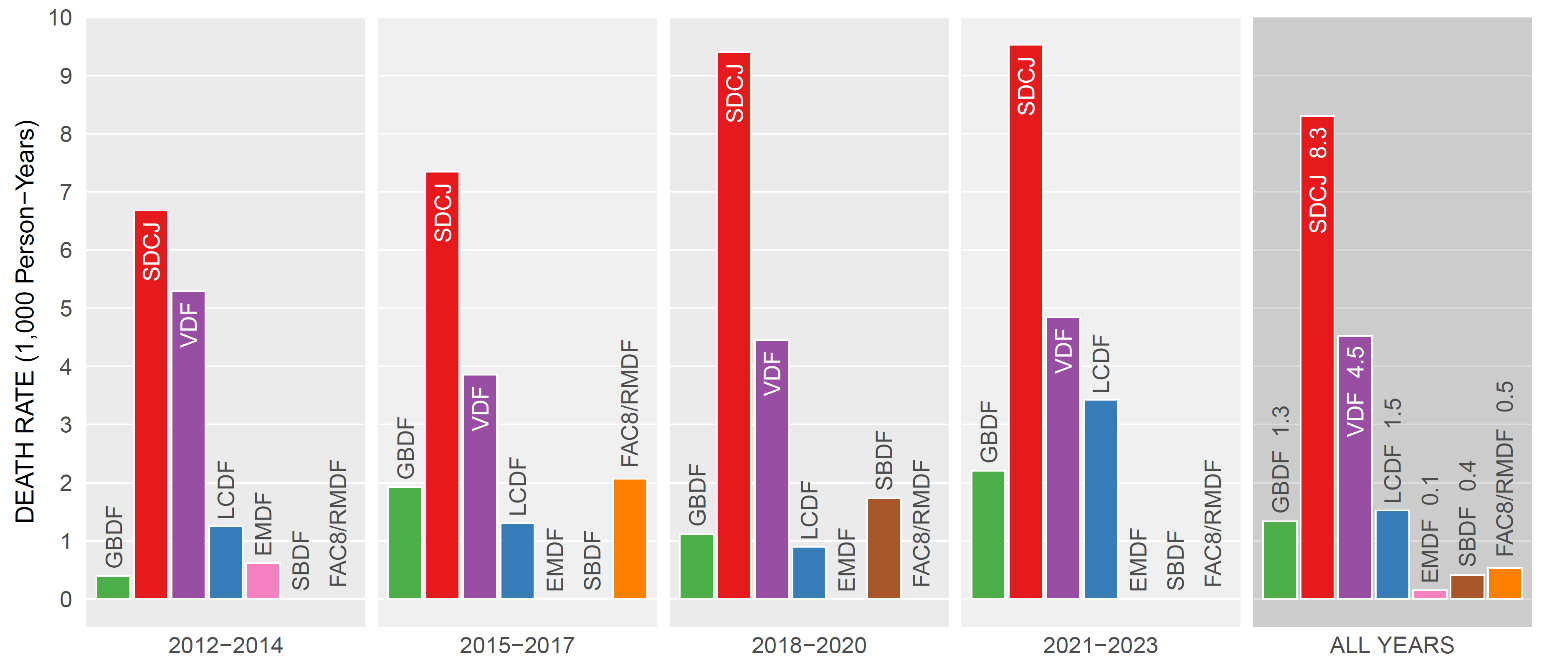 DEATH RATE (1,000 Person−Years)
10
9
8
7
6
5
4
3
2
1
0
GBDF
SDCJ
VDF
LCDF
EMDF
SBDF
FAC8/RMDF
2012−2014
GBDF
SDCJ
VDF
LCDF
EMDF
SBDF
FAC8/RMDF
2015−2017
GBDF
SDCJ
VDF
LCDF
EMDF
SBDF
FAC8/RMDF
2018−2020
GBDF
SDCJ
VDF
LCDF
EMDF
SBDF
FAC8/RMDF
2021−2023
GBDF 1.3
SDCJ 8.3
VDF 4.5
LCDF 1.5
EMDF 0.1
SBDF 0.4
FAC8/RMDF 0.5
ALL YEARS